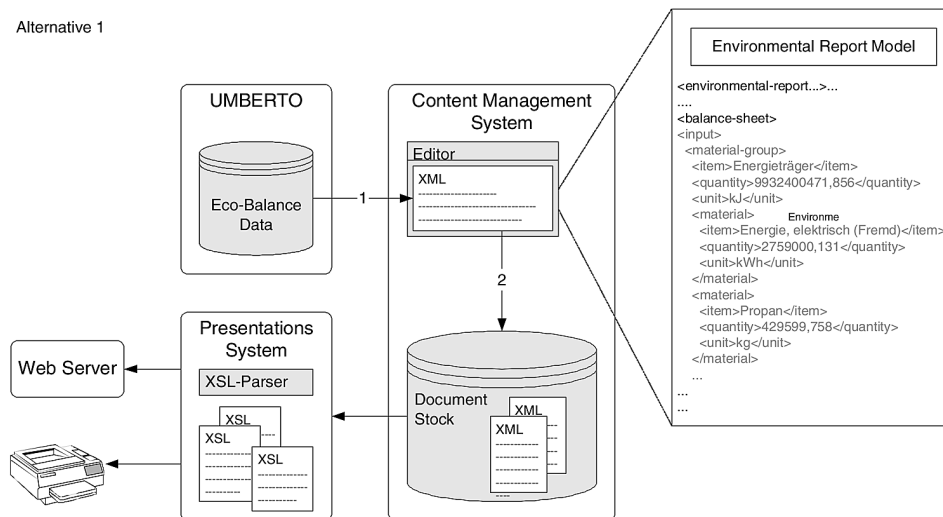 Alternative 1
UMBERTO
Eco-Balance
Data
1
Content Management
System
Editor
XML
2
Document
Stock
XML
XML
Presentations
System
XSL-Parser
XSL
XSL
XSL
Web Server
Environmental Report Model
<environmental-report...>...
....
<balance-sheet>
<input>
<material-group>
<item>Energieträger</item>
<quantity>9932400471,856</quantity>
<unit>kJ</unit>
<material> Environme
<item>Energie, elektrisch (Fremd)</item>
<quantity>2759000,131</quantity>
<unit>kWh</unit>
</material>
<material>
<item>Propan</item>
<quantity>429599,758</quantity>
<unit>kg</unit>
</material>
...
...
...